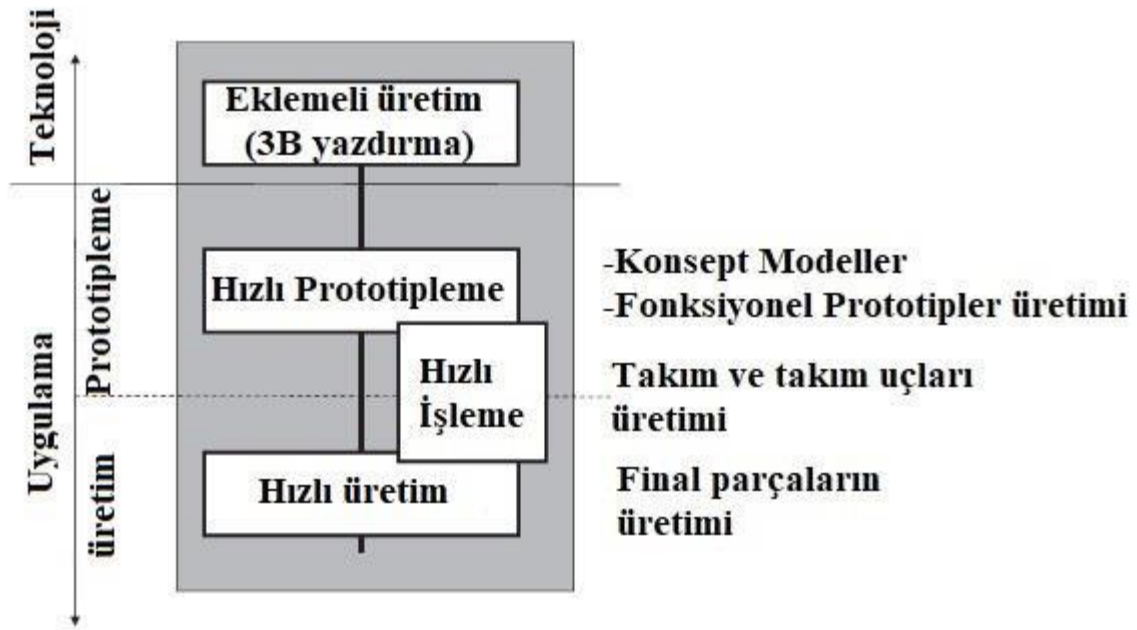 Teknoloji
Eklemeli üretim
(3B yazdırma)
Uygulama
Prototipleme
Hızlı Prototipleme
-Konsept Modeller
-Fonksiyonel Prototipler üretimi
Hızlı
İşleme
Takım ve takım uçları
üretimi
üretim
Hızlı üretim
Final parçaların
üretimi